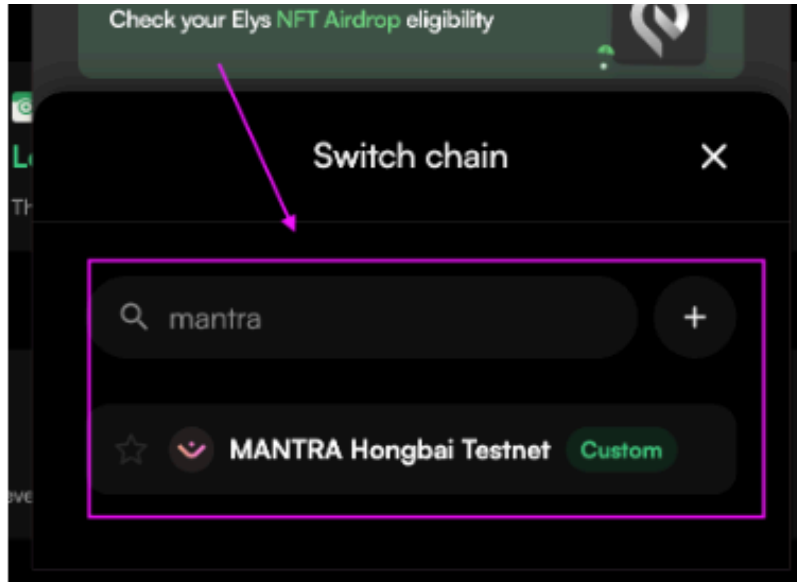 Check your Elys NFT Airdrop eligibility
Switch chain
mantra
MANTRA Hongbai Testnet Custom